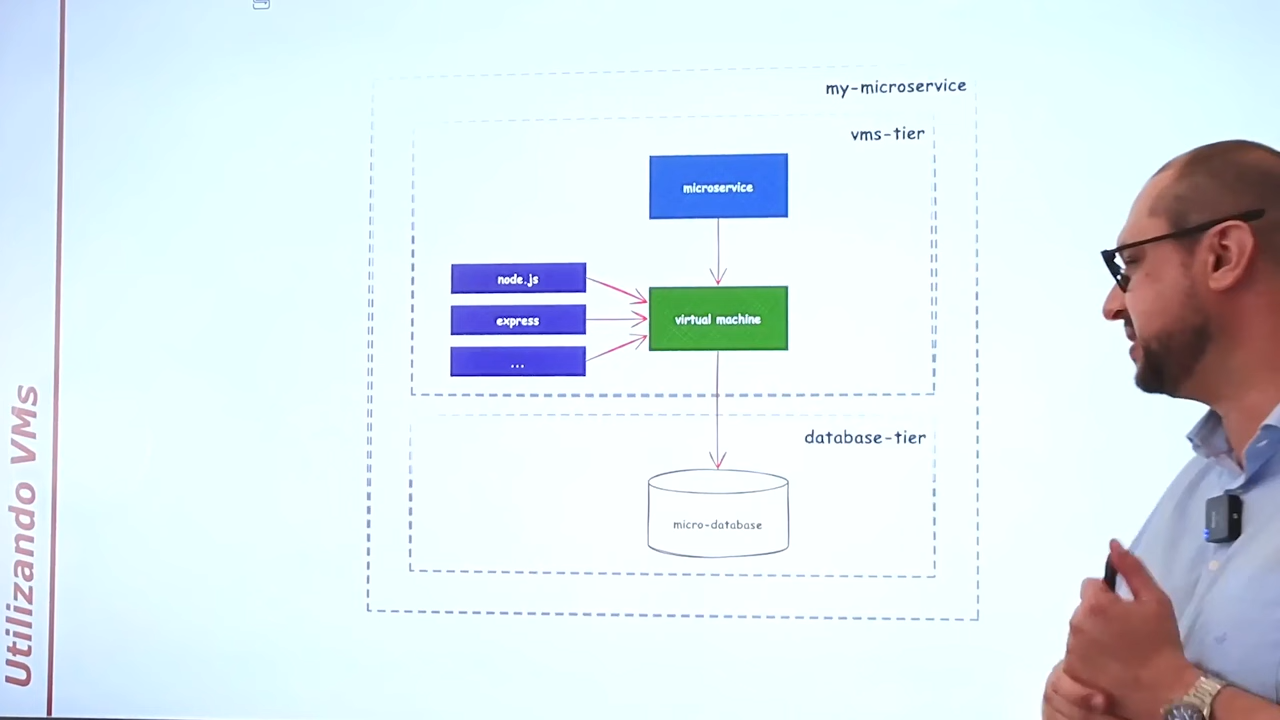 Utilizando VMs
my-microservice
vms-tier
microservice
node.js
express
...
virtual machine
database-tier
micro-database